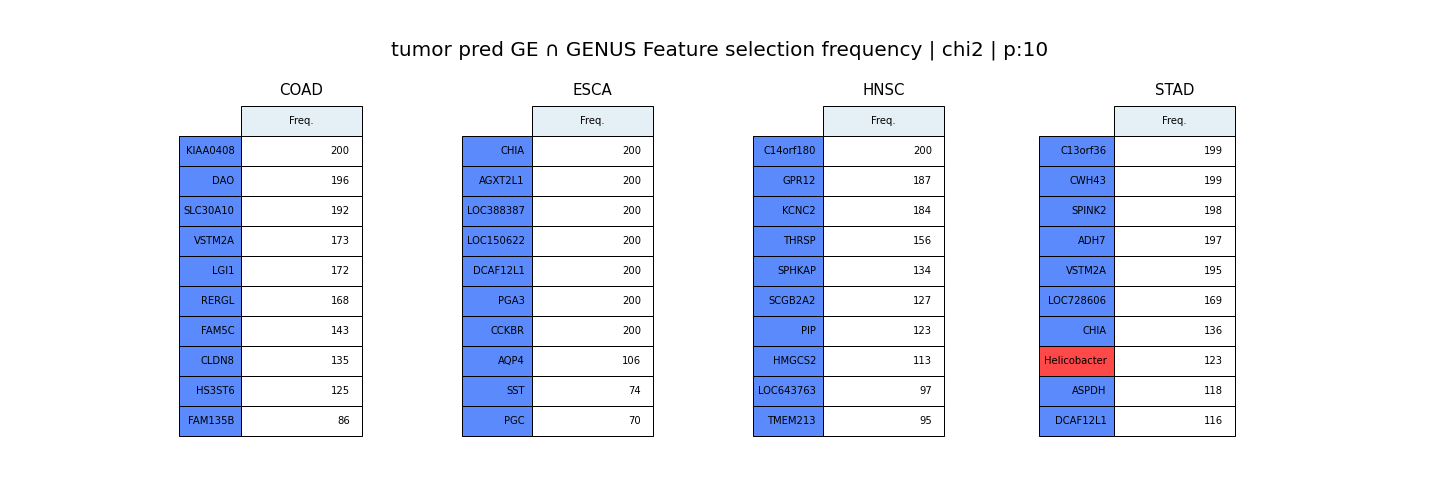 tumor pred GE ∩ GENUS Feature selection frequency | chi2 | p:10
COAD
Freq.
KIAA0408 200
DAO 196
SLC30A10 192
VSTM2A 173
LGI1 172
RERGL 168
FAM5C 143
CLDN8 135
HS3ST6 125
FAM135B 86
ESCA
Freq.
CHIA 200
AGXT2L1 200
LOC388387 200
LOC150622 200
DCAF12L1 200
PGA3 200
CCKBR 200
AQP4 106
SST 74
PGC 70
HNSC
Freq.
C14orf180 200
GPR12 187
KCNC2 184
THRSP 156
SPHKAP 134
SCGB2A2 127
PIP 123
HMGCS2 113
LOC643763 97
TMEM213 95
STAD
Freq.
C13orf36 199
CWH43 199
SPINK2 198
ADH7 197
VSTM2A 195
LOC728606 169
CHIA 136
Helicobacter 123
ASPDH 118
DCAF12L1 116